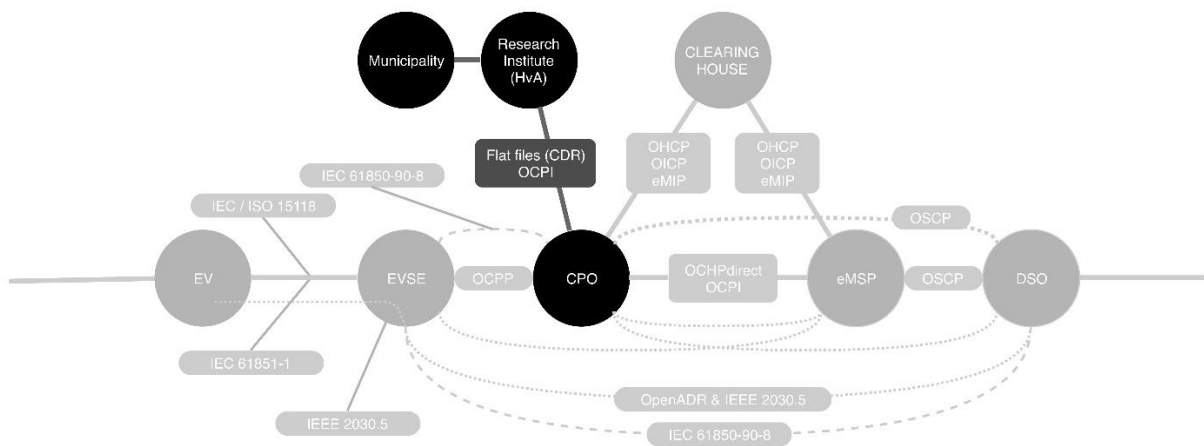 Municipality
Research
Institute
(HvA)
CLEARING
HOUSE
Flat files (CDR)
OCPI
OHCP
OICP
eMIP
OHCP
OICP
eMIP
IEC 61850-90-8
IEC / ISO 15118
OSCP
EV
EVSE
OCPP
CPO
OCHPdirect
OCPI
eMSP
OSCP
DSO
IEC 61851-1
IEEE 2030.5
OpenADR & IEEE 2030.5
IEC 61850-90-8